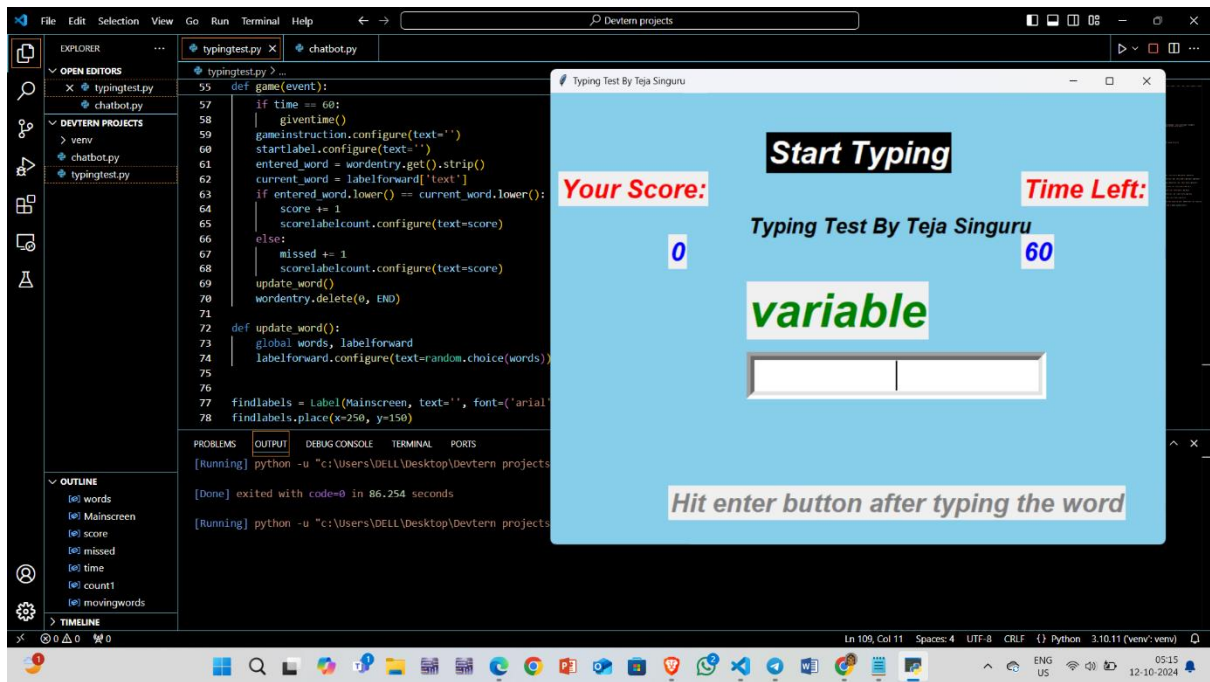 File Edit Selection View Go Run Terminal Help
Devtern projects
EXPLORER
OPEN EDITORS
typingtest.py
chatbot.py
DEVTERN PROJECTS
venv
chatbot.py
typingtest.py
OUTLINE
words
Mainscreen
score
missed
time
count1
movingwords
TIMELINE
typingtest.py
chatbot.py
typingtest.py > ...
55 def game(event):
57 if time == 60:
58 giventime()
59 gameinstruction.configure(text='')
60 startlabel.configure(text='')
61 entered_word = wordentry.get().strip()
62 current_word = labelforward['text']
63 if entered_word.lower() == current_word.lower():
64 score += 1
65 scorelabelcount.configure(text=score)
66 else:
67 missed += 1
68 scorelabelcount.configure(text=score)
69 update_word()
70 wordentry.delete(0, END)
71
72 def update_word():
73 global words, labelforward
74 labelforward.configure(text=random.choice(words))
75
76
77 findlabels = Label(Mainscreen, text='', font=('arial'
78 findlabels.place(x=250, y=150)
PROBLEMS OUTPUT DEBUG CONSOLE TERMINAL PORTS
[Running] python -u "c:\Users\DELL\Desktop\Devtern projects
[Done] exited with code=0 in 86.254 seconds
[Running] python -u "c:\Users\DELL\Desktop\Devtern projects
Typing Test By Teja Singuru
Start Typing
Your Score: Time Left:
Typing Test By Teja Singuru
0 60
variable
Hit enter button after typing the word
0 0 0
Ln 109, Col 11 Spaces: 4 UTF-8 CRLF {} Python 3.10.11 ('venv': venv)
ENG
US
05:15
12-10-2024